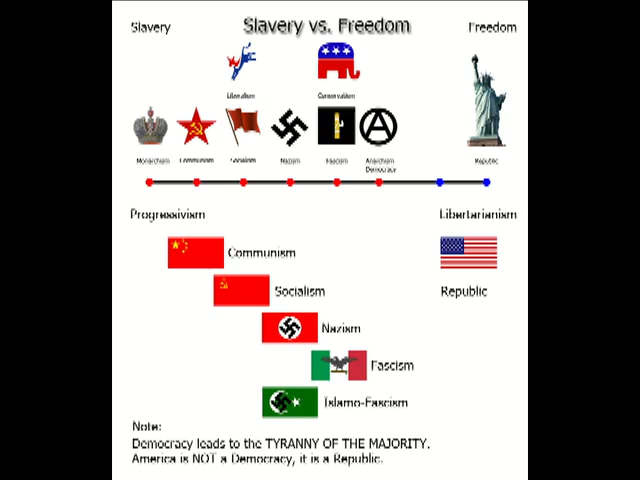 Slavery
Slavery vs. Freedom
Freedom
Liberalism
Conservatism
Monarchism
Communism
Socialism
Nazism
Fascism
Anarchism
Democracy
Republic
Progressivism
Libertarianism
Communism
Socialism
Republic
Nazism
Fascism
Islamo-Fascism
Note:
Democracy leads to the TYRANNY OF THE MAJORITY.
America is NOT a Democracy, it is a Republic.